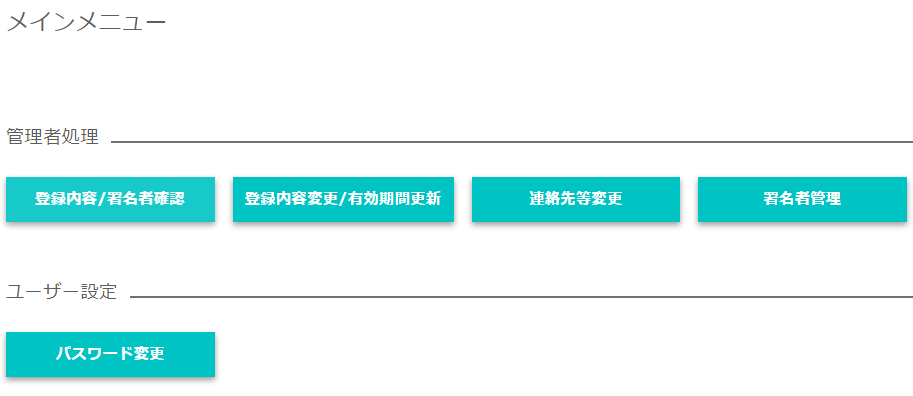 メインメニュー
管理者処理
登録内容/署名者確認
登録内容変更/有効期間更新
連絡先等変更
署名者管理
ユーザー設定
パスワード変更